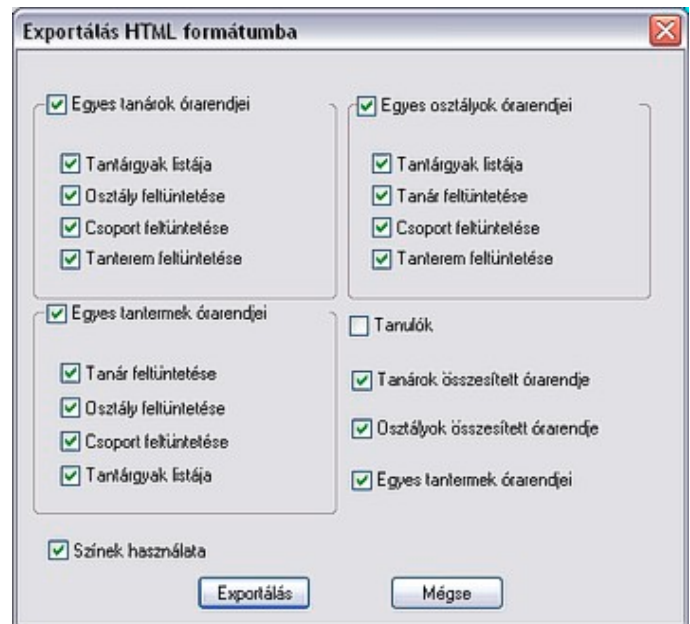 Exportálás HTML formátumba
Egyes tanárok órarendjei
Tantárgyak listája
Osztály feltüntetése
Csoport feltüntetése
Tanterem feltüntetése
Egyes osztályok órarendjei
Tantárgyak listája
Tanár feltüntetése
Csoport feltüntetése
Tanterem feltüntetése
Egyes tantermek órarendjei
Tanár feltüntetése
Osztály feltüntetése
Csoport feltüntetése
Tantárgyak listája
Tanulók
Tanárok összesített órarendje
Osztályok összesített órarendje
Egyes tantermek órarendjei
Színek használata
Exportálás
Mégse